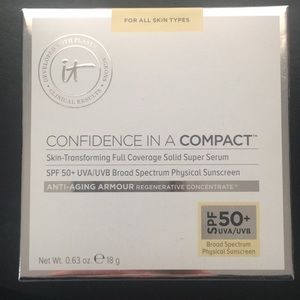 FOR ALL SKIN TYPES
DEVELOPED WITH PLASTIC
it
CLINICAL RESULTS
CONFIDENCE IN A COMPACT™
Skin-Transforming Full Coverage Solid Super Serum
SPF 50+ UVA/UVB Broad Spectrum Physical Sunscreen
ANTI-AGING ARMOUR REGENERATIVE CONCENTRATE™
SPF 50+
UVA/UVB
Broad Spectrum
Physical Sunscreen
Net Wt. 0.63 oz. ℮ 18 g